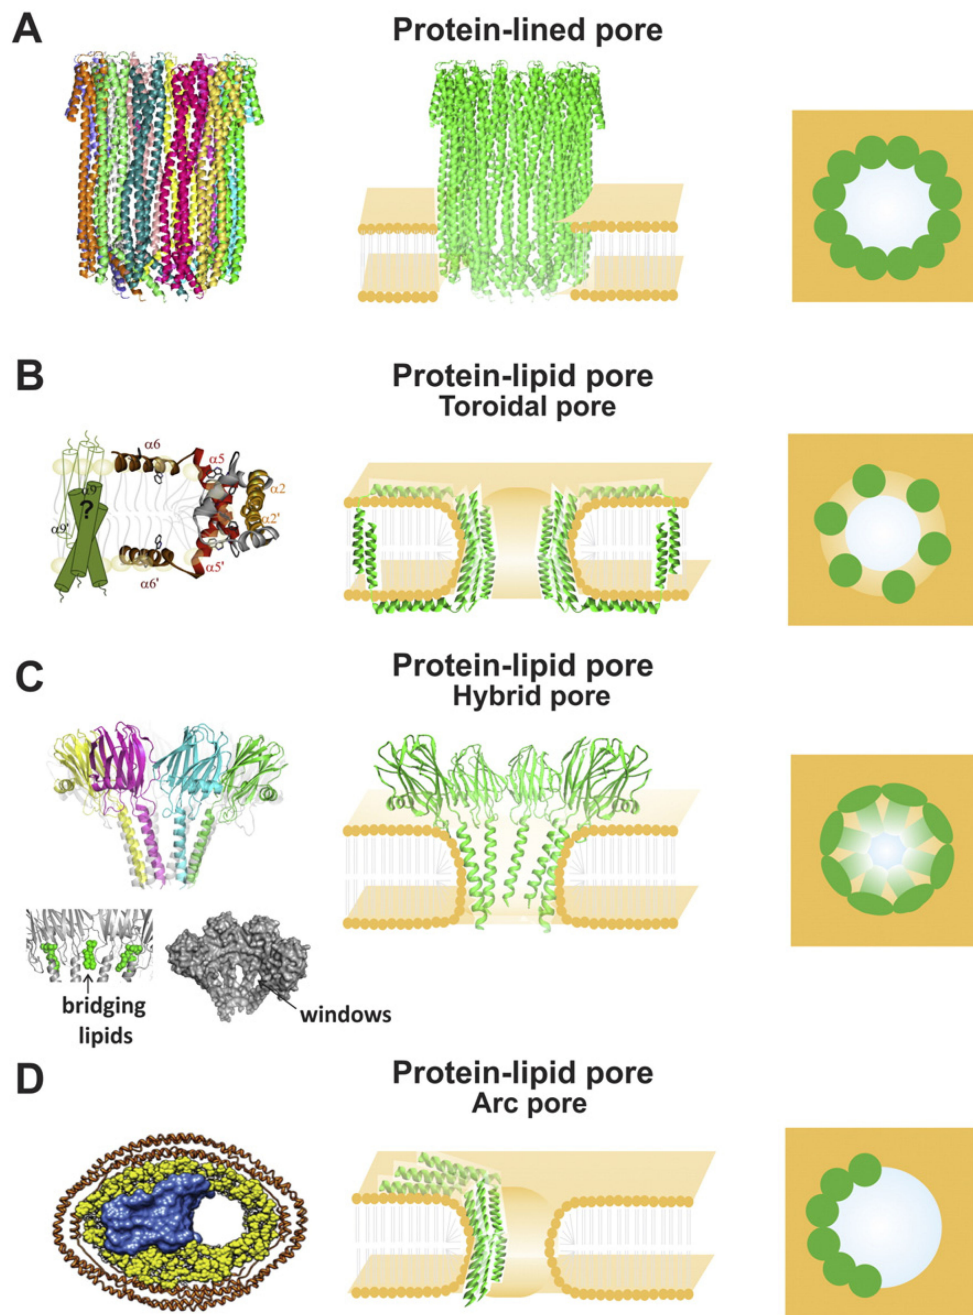 A
Protein-lined pore
B
Protein-lipid pore
Toroidal pore
α6
α5
α9
α2
?
α9'
α2'
α6'
α5'
C
Protein-lipid pore
Hybrid pore
bridging
lipids
windows
D
Protein-lipid pore
Arc pore